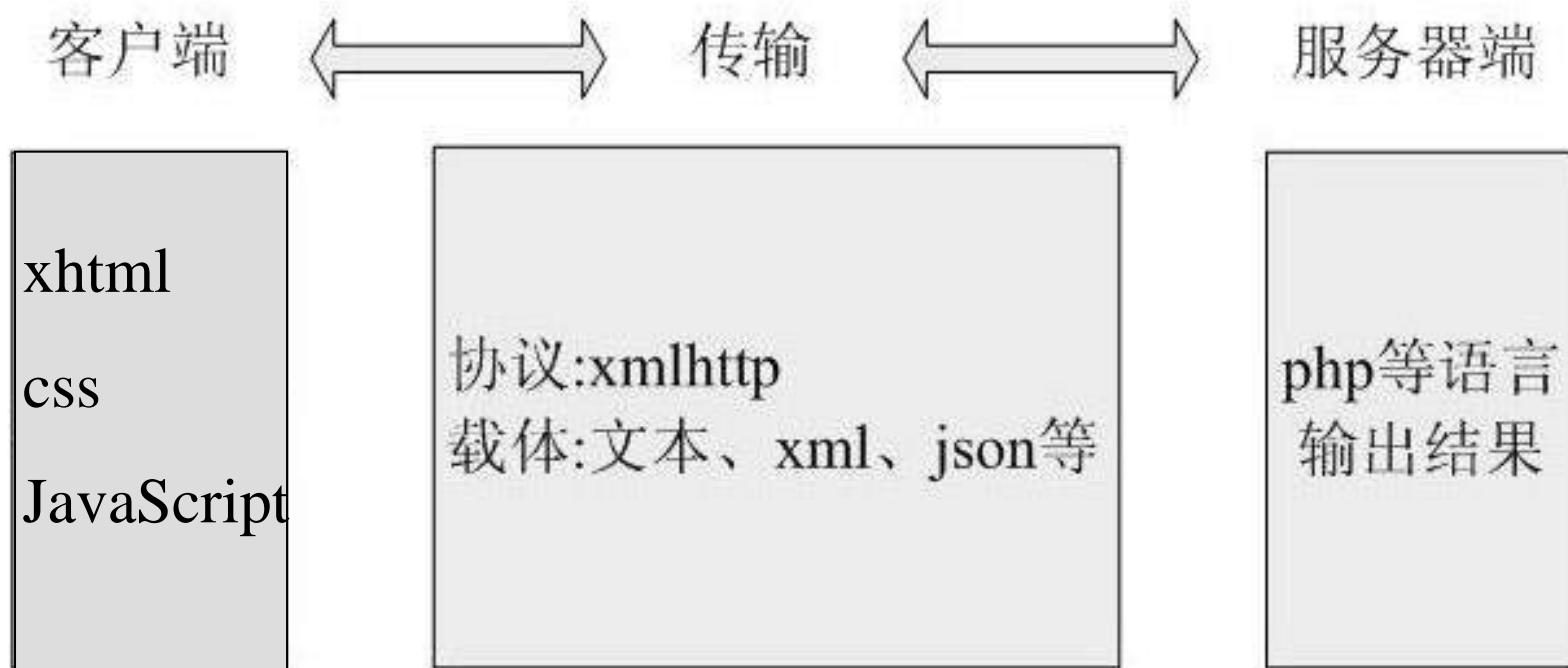 客户端
传输
服务器端
xhtml
css
JavaScript
协议:xmlhttp
载体:文本、xml、json等
php等语言
输出结果